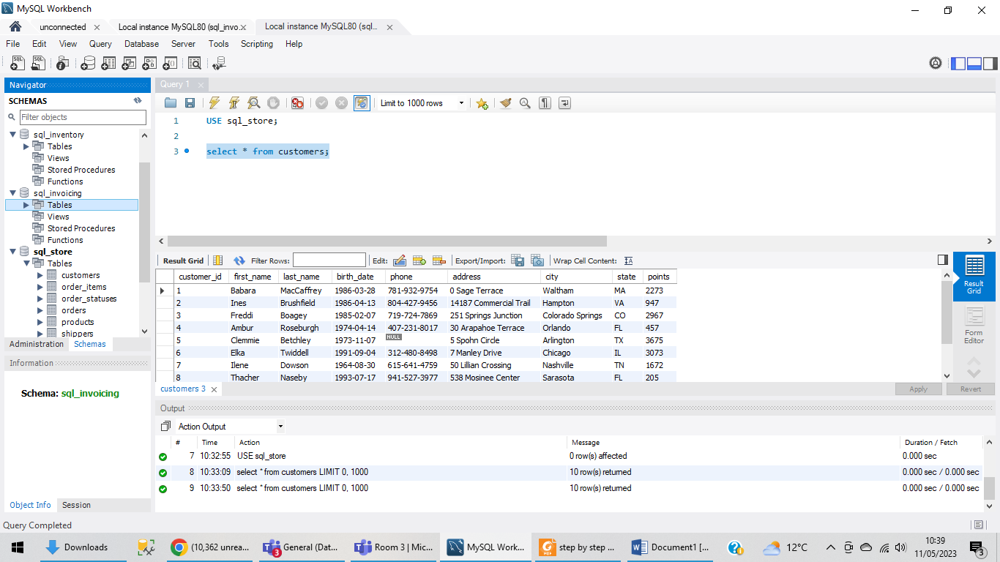 MySQL Workbench
unconnected
Local instance MySQL80 (sql_invo...
Local instance MySQL80 (sql...
File Edit View Query Database Server Tools Scripting Help
Navigator
SCHEMAS
Filter objects
sql_inventory
Tables
Views
Stored Procedures
Functions
sql_invoicing
Tables
Views
Stored Procedures
Functions
sql_store
Tables
customers
order_items
order_statuses
orders
products
shippers
Administration Schemas
Information
Schema: sql_invoicing
Object Info Session
Query 1
Limit to 1000 rows
1 USE sql_store;
2
3 select * from customers;
Result Grid Filter Rows: Edit: Export/Import: Wrap Cell Content:
customer_id first_name last_name birth_date phone address city state points
1 Babara MacCaffrey 1986-03-28 781-932-9754 0 Sage Terrace Waltham MA 2273
2 Ines Brushfield 1986-04-13 804-427-9456 14187 Commercial Trail Hampton VA 947
3 Freddi Boagey 1985-02-07 719-724-7869 251 Springs Junction Colorado Springs CO 2967
4 Ambur Roseburgh 1974-04-14 407-231-8017 30 Arapahoe Terrace Orlando FL 457
5 Clemmie Betchley 1973-11-07 NULL 5 Spohn Circle Arlington TX 3675
6 Elka Twiddell 1991-09-04 312-480-8498 7 Manley Drive Chicago IL 3073
7 Ilene Dowson 1964-08-30 615-641-4759 50 Lillian Crossing Nashville TN 1672
8 Thacher Naseby 1993-07-17 941-527-3977 538 Mosinee Center Sarasota FL 205
Result
Grid
Form
Editor
customers 3
Apply Revert
Output
Action Output
# Time Action Message Duration / Fetch
7 10:32:55 USE sql_store 0 row(s) affected 0.000 sec
8 10:33:09 select * from customers LIMIT 0, 1000 10 row(s) returned 0.000 sec / 0.000 sec
9 10:33:50 select * from customers LIMIT 0, 1000 10 row(s) returned 0.000 sec / 0.000 sec
Query Completed
Downloads
(10,362 unrea...
General (Dat...
3
Room 3 | Mic...
MySQL Work...
step by step ...
Document1 [...
12°C
10:39
11/05/2023
3